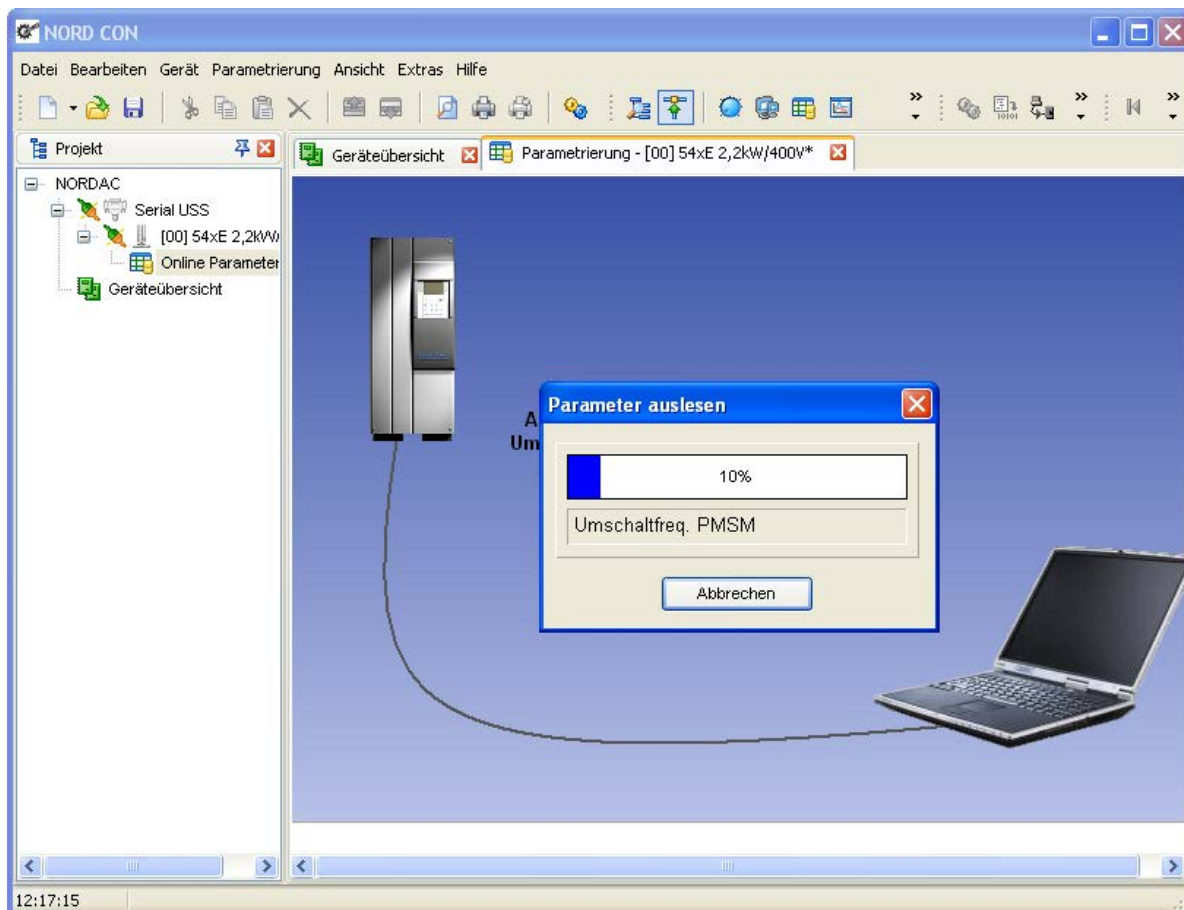 NORD CON
Datei Bearbeiten Gerät Parametrierung Ansicht Extras Hilfe
Projekt
Geräteübersicht
Parametrierung - [00] 54xE 2,2kW/400V*
NORDAC
Serial USS
[00] 54xE 2,2kW/
Online Parameter
Geräteübersicht
A
Um
Parameter auslesen
10%
Umschaltfreq. PMSM
Abbrechen
12:17:15